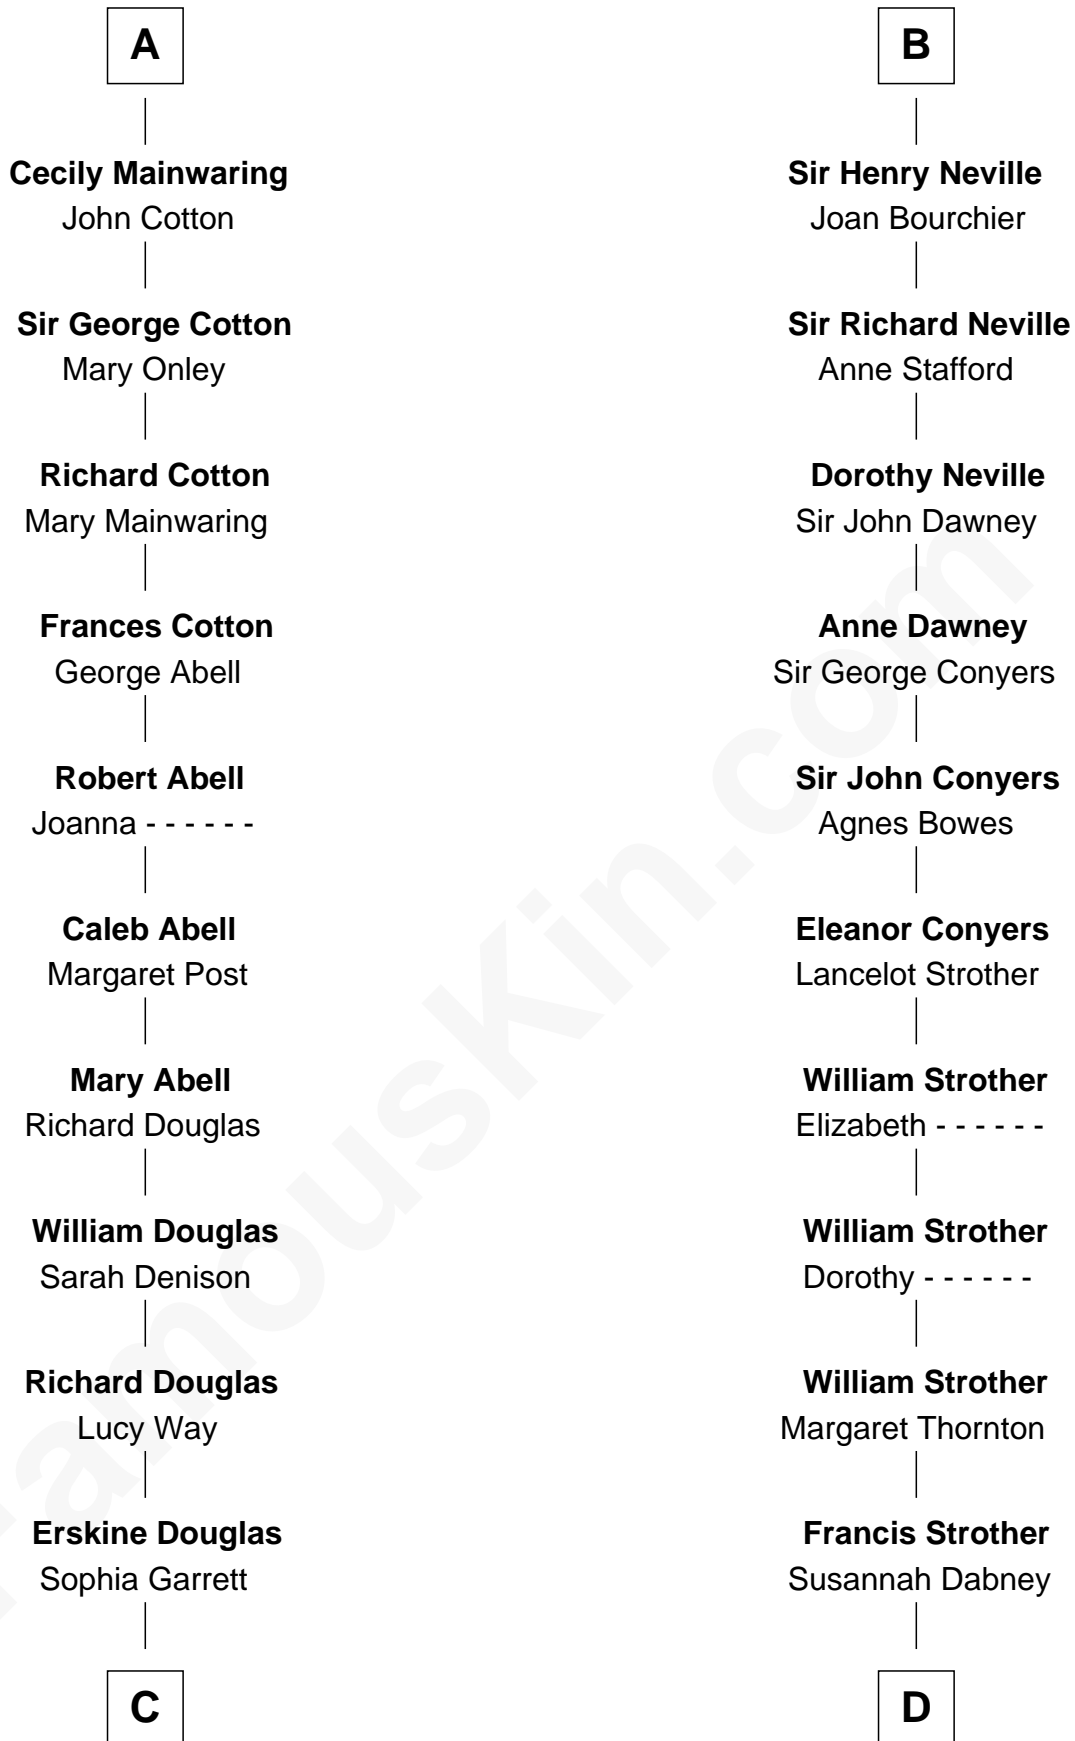 A
Cecily Mainwaring
John Cotton
Sir George Cotton
Mary Onley
Richard Cotton
Mary Mainwaring
Frances Cotton
George Abell
Robert Abell
Joanna - - - - - -
Caleb Abell
Margaret Post
Mary Abell
Richard Douglas
William Douglas
Sarah Denison
Richard Douglas
Lucy Way
Erskine Douglas
Sophia Garrett
C
B
Sir Henry Neville
Joan Bourchier
Sir Richard Neville
Anne Stafford
Dorothy Neville
Sir John Dawney
Anne Dawney
Sir George Conyers
Sir John Conyers
Agnes Bowes
Eleanor Conyers
Lancelot Strother
William Strother
Elizabeth - - - - - -
William Strother
Dorothy - - - - - -
William Strother
Margaret Thornton
Francis Strother
Susannah Dabney
D
FamousKin.com